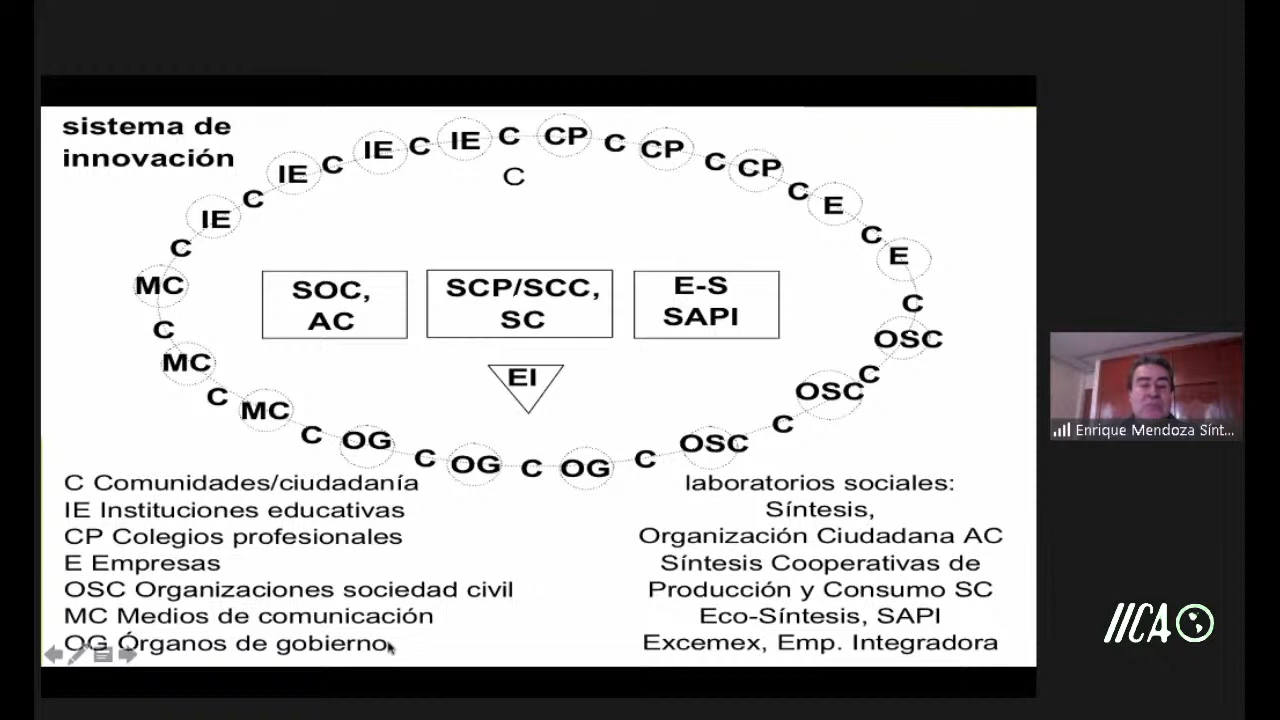 sistema de
innovación
C IE C IE C IE C IE C CP C CP C CP C E C E C OSC C OSC C OSC C OG C OG C OG C MC C MC C MC
C
SOC,
AC
SCP/SCC,
SC
E-S
SAPI
EI
C Comunidades/ciudadanía
IE Instituciones educativas
CP Colegios profesionales
E Empresas
OSC Organizaciones sociedad civil
MC Medios de comunicación
OG Órganos de gobierno
laboratorios sociales:
Síntesis,
Organización Ciudadana AC
Síntesis Cooperativas de
Producción y Consumo SC
Eco-Síntesis, SAPI
Excemex, Emp. Integradora
Enrique Mendoza Sínt...
IICA